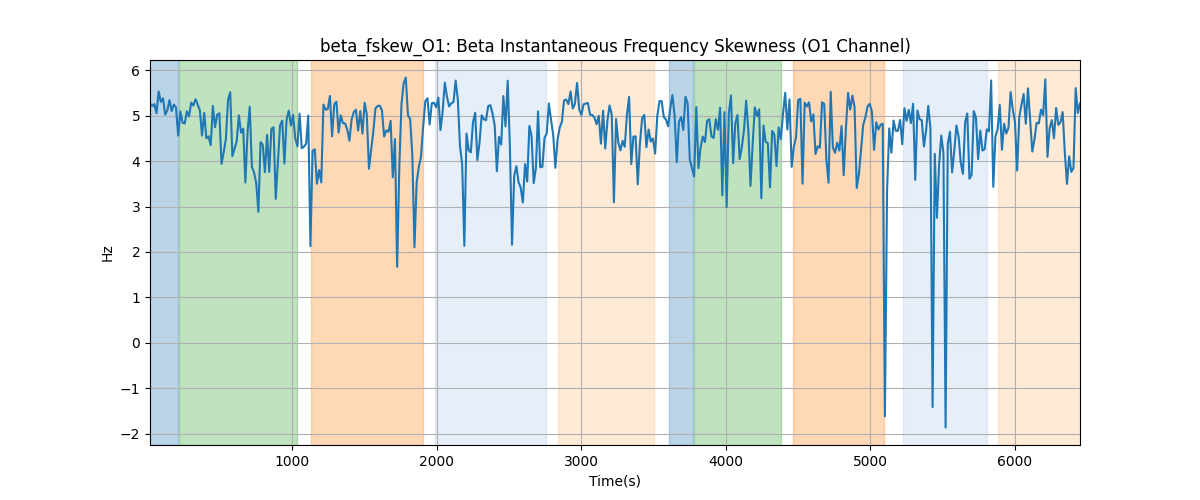 beta_fskew_O1: Beta Instantaneous Frequency Skewness (O1 Channel)
6
5
4
3
2
1
0
−1
−2
Hz
1000 2000 3000 4000 5000 6000
Time(s)